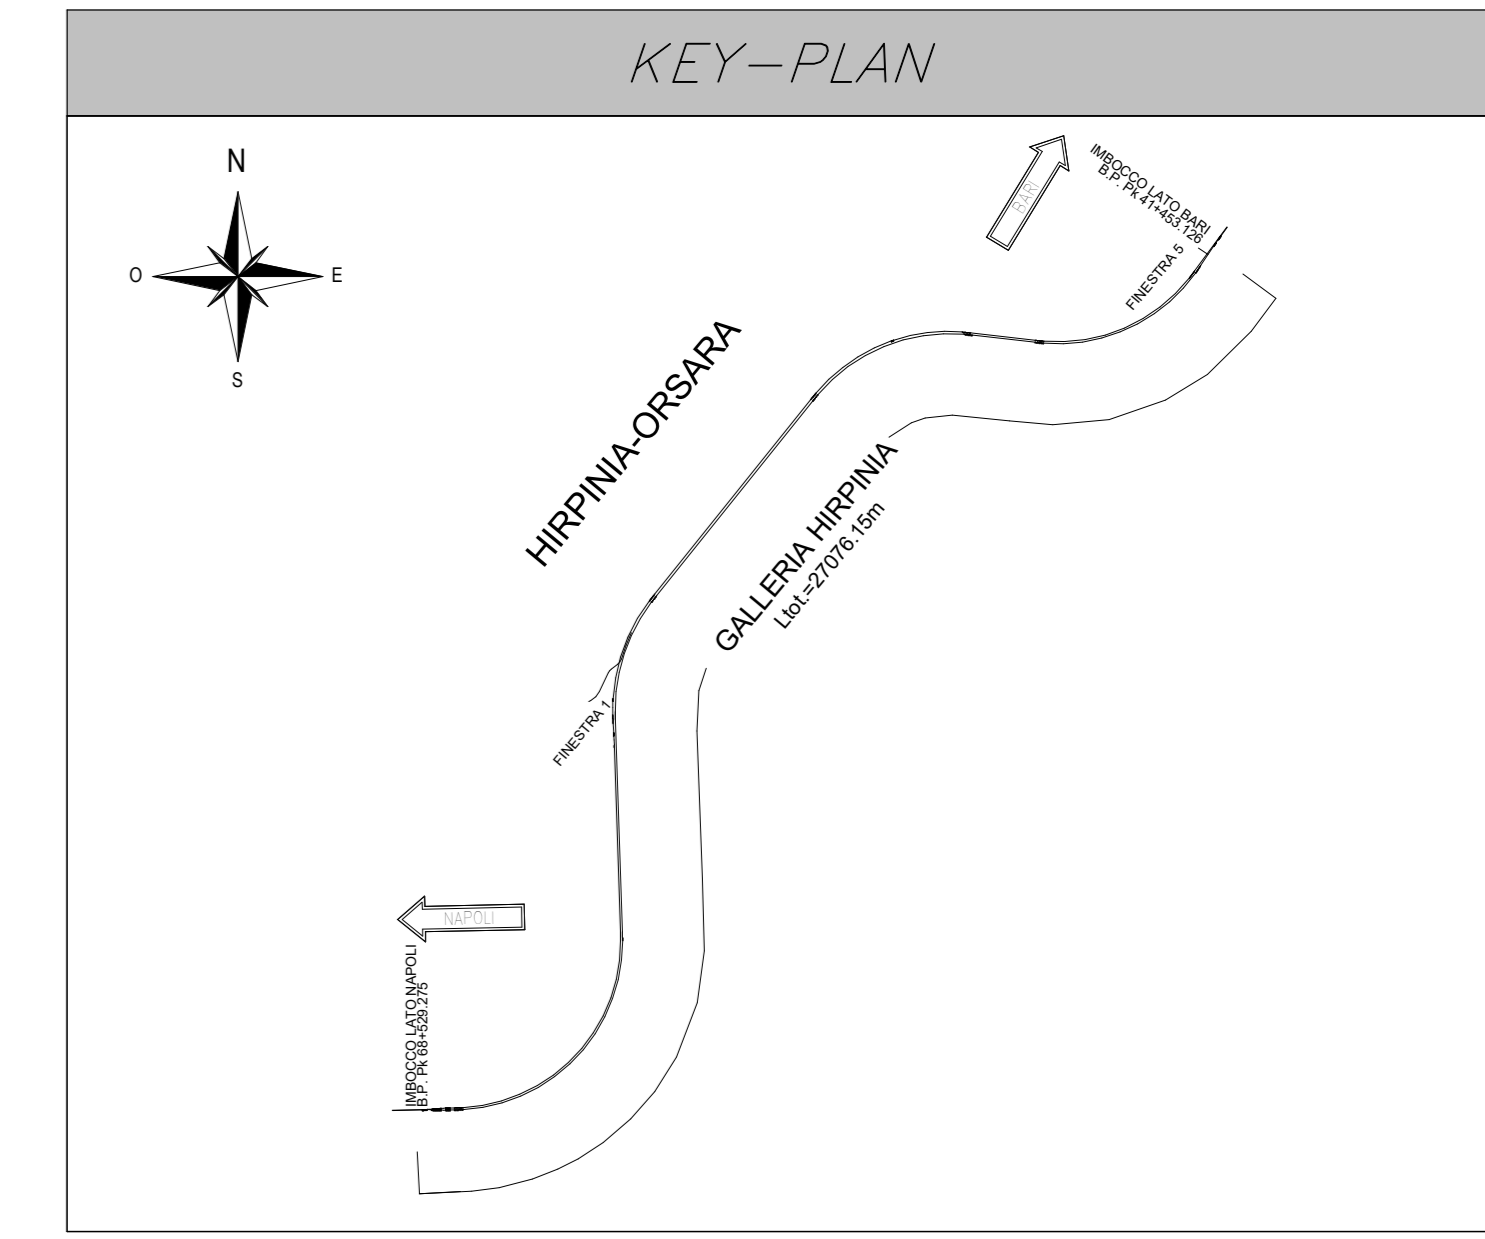 KEY-PLAN
N
O
E
S
BARI
IMBOCCO LATO BARI
B.P. Pk 41+453.126
FINESTRA 5
HIRPINIA-ORSARA
GALLERIA HIRPINIA
Ltot.=27076.15m
FINESTRA 1
NAPOLI
IMBOCCO LATO NAPOLI
B.P. Pk 68+529.275